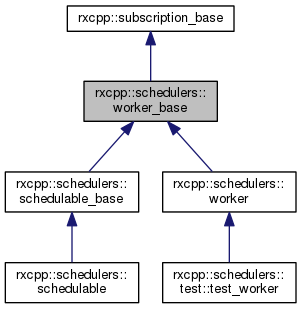 rxcpp::subscription_base
rxcpp::schedulers::
worker_base
rxcpp::schedulers::
schedulable_base
rxcpp::schedulers::
worker
rxcpp::schedulers::
schedulable
rxcpp::schedulers::
test::test_worker